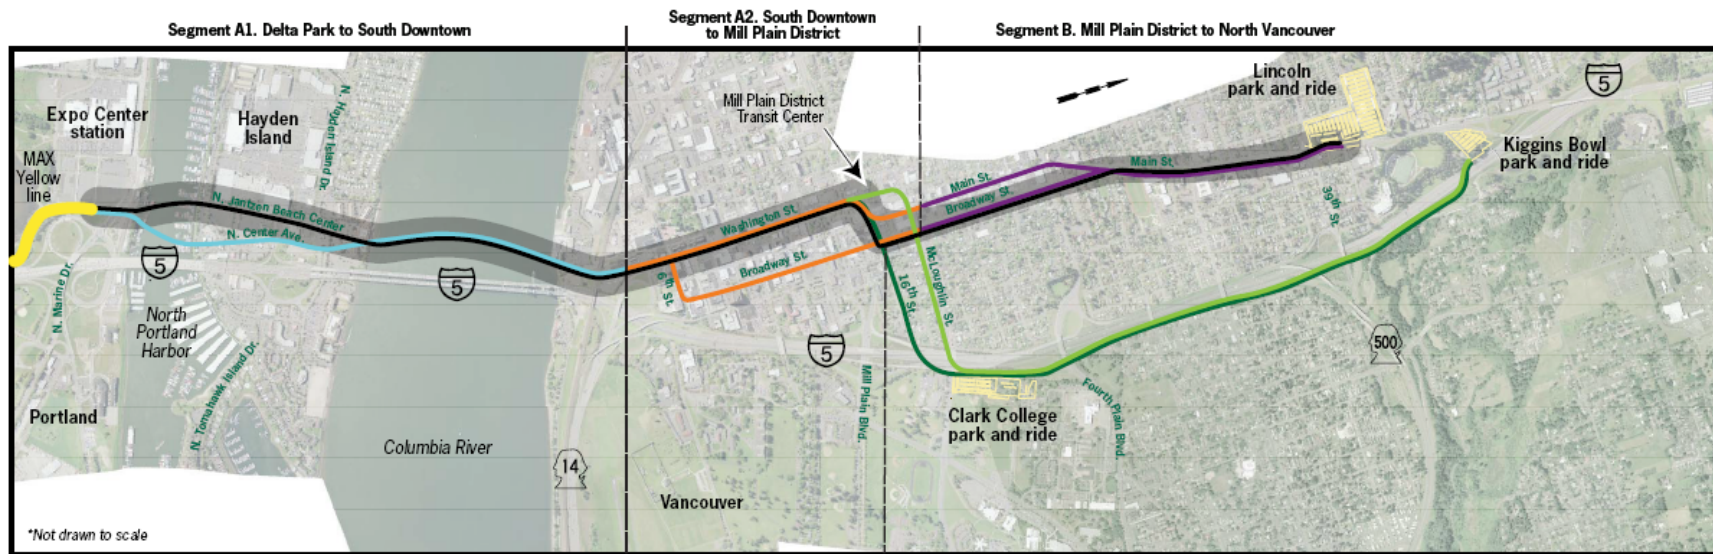 Segment A1. Delta Park to South Downtown
Segment A2. South Downtown
to Mill Plain District
Segment B. Mill Plain District to North Vancouver
Expo Center
station
MAX
Yellow
line
Hayden
Island
N. Hayden Island Dr.
N. Jantzen Beach Center
N. Center Ave.
5
N. Marine Dr.
North
Portland
Harbor
N. Tomahawk Island Dr.
Portland
*Not drawn to scale
5
Columbia River
14
Mill Plain District
Transit Center
Waghington St.
Broadway St.
6th St.
5
Mill Plain Blvd.
Vancouver
16th St.
McLoughlin St.
Main St.
Broadway St.
Main St.
Lincoln
park and ride
5
Kiggins Bowl
park and ride
39th St.
500
Clark College
park and ride
Fourth Plain Blvd.